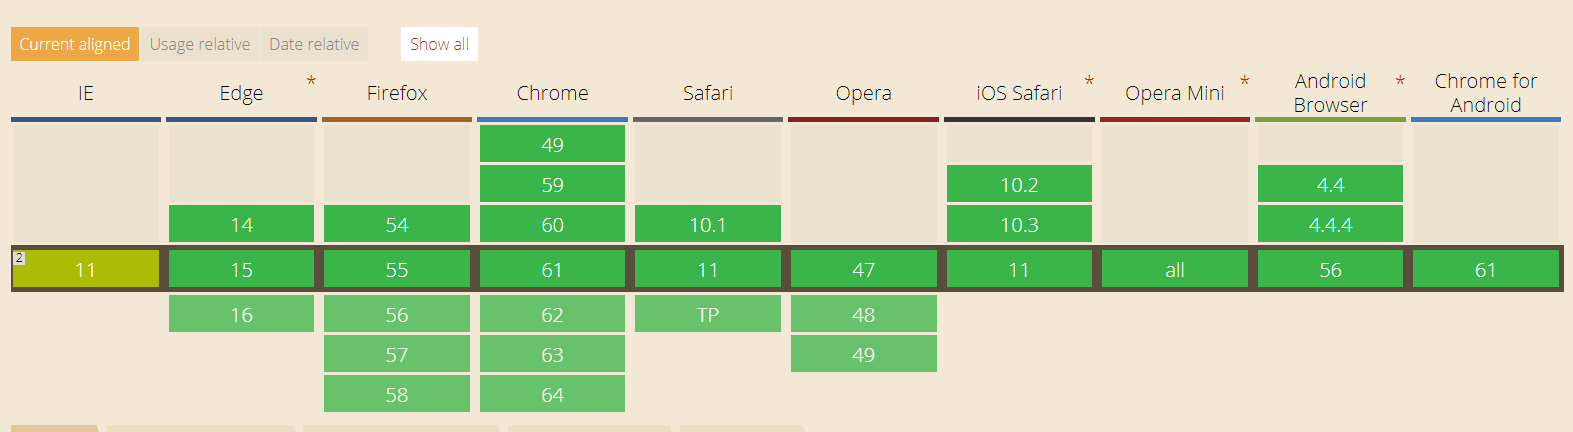 Current aligned Usage relative Date relative Show all
IE Edge * Firefox Chrome Safari Opera iOS Safari * Opera Mini * Android Browser * Chrome for Android
49
59 10.2 4.4
14 54 60 10.1 10.3 4.4.4
2 11 15 55 61 11 47 11 all 56 61
16 56 62 TP 48
57 63 49
58 64